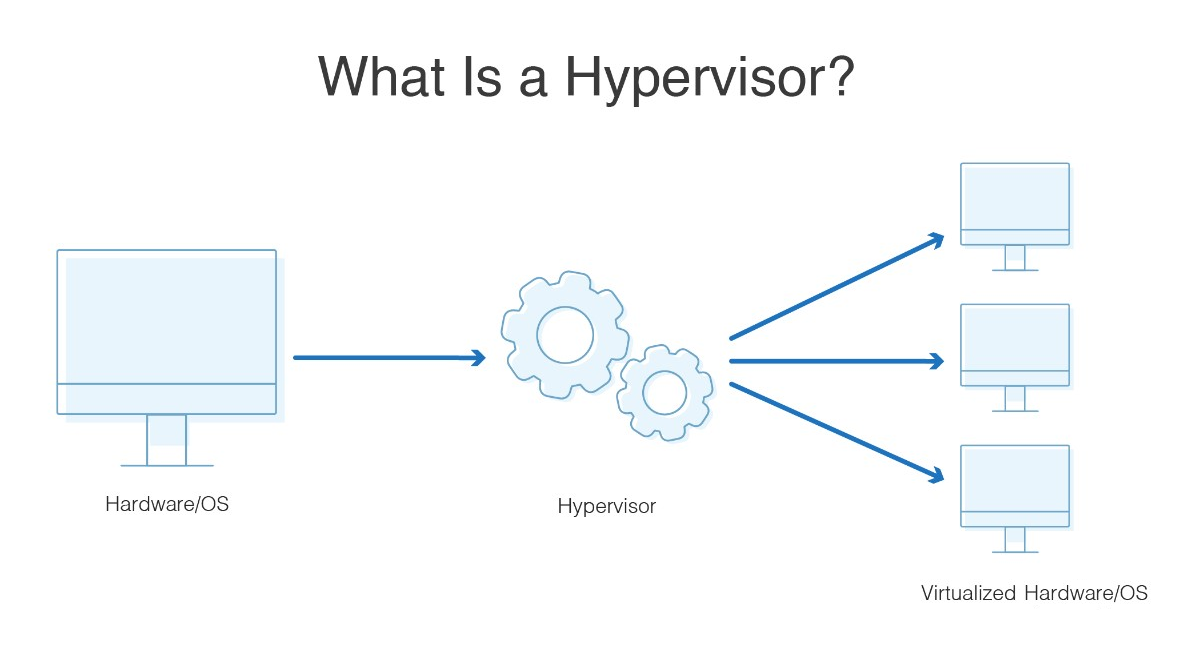 What Is a Hypervisor?
Hardware/OS
Hypervisor
Virtualized Hardware/OS